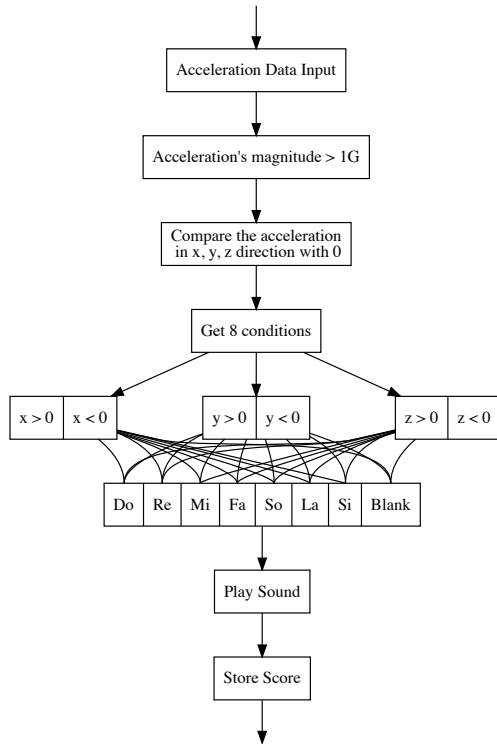 Acceleration Data Input
Acceleration's magnitude > 1G
Compare the acceleration
in x, y, z direction with 0
Get 8 conditions
x > 0 x < 0 y > 0 y < 0 z > 0 z < 0
Do Re Mi Fa So La Si Blank
Play Sound
Store Score